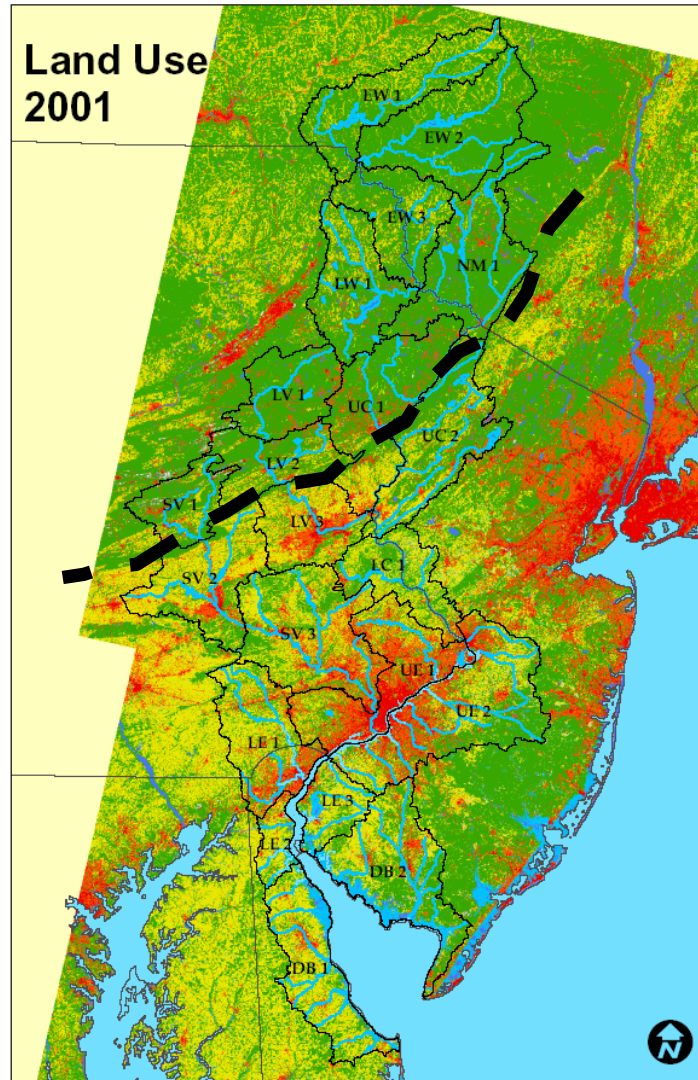 Land Use
2001
EW 1
EW 2
EW 3
NM 1
LW 1
LV 1
UC 1
UC 2
LV 2
SV 1
LV 3
LC 1
SV 2
SV 3
UE 1
UE 2
LE 1
LE 3
LE 2
DB 2
DB 1
N